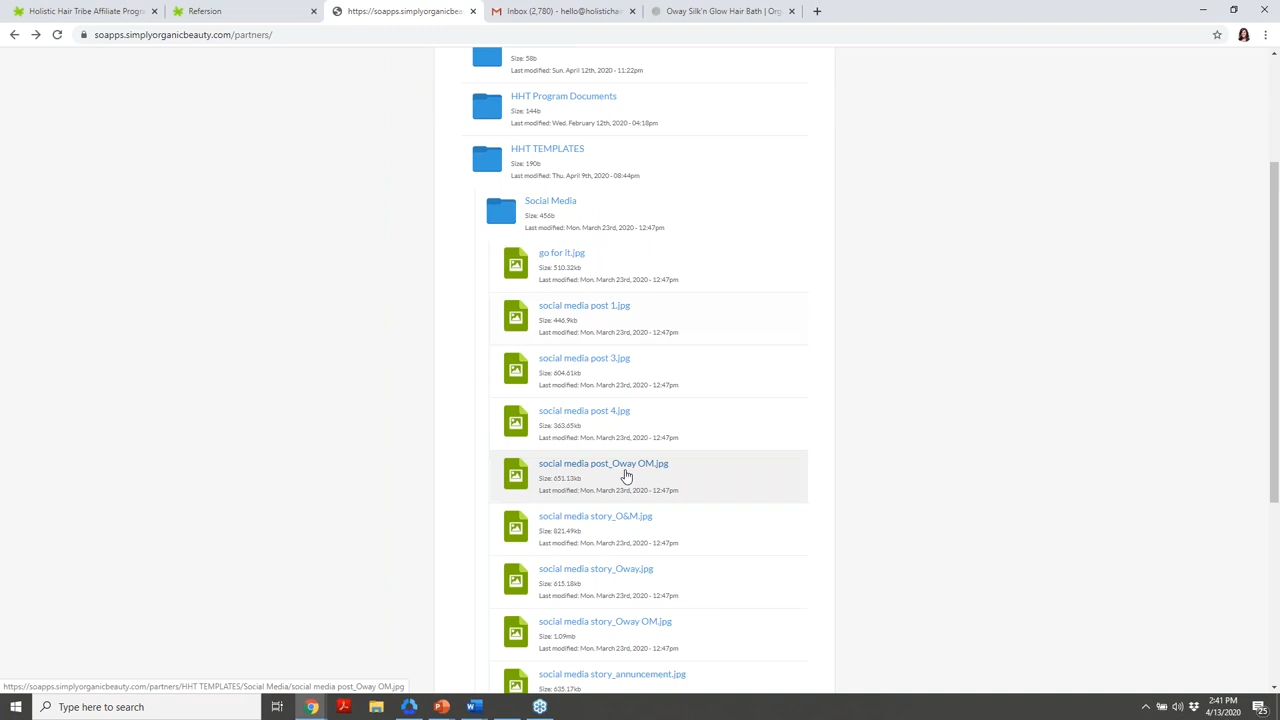 Holistic Hair Tribe Affiliate Progra
Refersion
https://soapps.simplyorganicbeaut
Inbox (2,780) - hello@holistichair
Oway Silk'n Glow Hair Bath | Orga
soapps.simplyorganicbeauty.com/partners/
Size: 58b
Last modified: Sun. April 12th, 2020 - 11:22pm
HHT Program Documents
Size: 144b
Last modified: Wed. February 12th, 2020 - 04:18pm
HHT TEMPLATES
Size: 190b
Last modified: Thu. April 9th, 2020 - 08:44pm
Social Media
Size: 456b
Last modified: Mon. March 23rd, 2020 - 12:47pm
go for it.jpg
Size: 510.32kb
Last modified: Mon. March 23rd, 2020 - 12:47pm
social media post 1.jpg
Size: 446.9kb
Last modified: Mon. March 23rd, 2020 - 12:47pm
social media post 3.jpg
Size: 604.61kb
Last modified: Mon. March 23rd, 2020 - 12:47pm
social media post 4.jpg
Size: 363.65kb
Last modified: Mon. March 23rd, 2020 - 12:47pm
social media post_Oway OM.jpg
Size: 651.13kb
Last modified: Mon. March 23rd, 2020 - 12:47pm
social media story_O&M.jpg
Size: 821.49kb
Last modified: Mon. March 23rd, 2020 - 12:47pm
social media story_Oway.jpg
Size: 615.18kb
Last modified: Mon. March 23rd, 2020 - 12:47pm
social media story_Oway OM.jpg
Size: 1.09mb
Last modified: Mon. March 23rd, 2020 - 12:47pm
social media story_annuncement.jpg
Size: 635.17kb
https://soapps.simplyorganicbeauty.com/partners/HHT TEMPLATES/Social Media/social media post_Oway OM.jpg
Type here to search
2:41 PM
4/13/2020
25